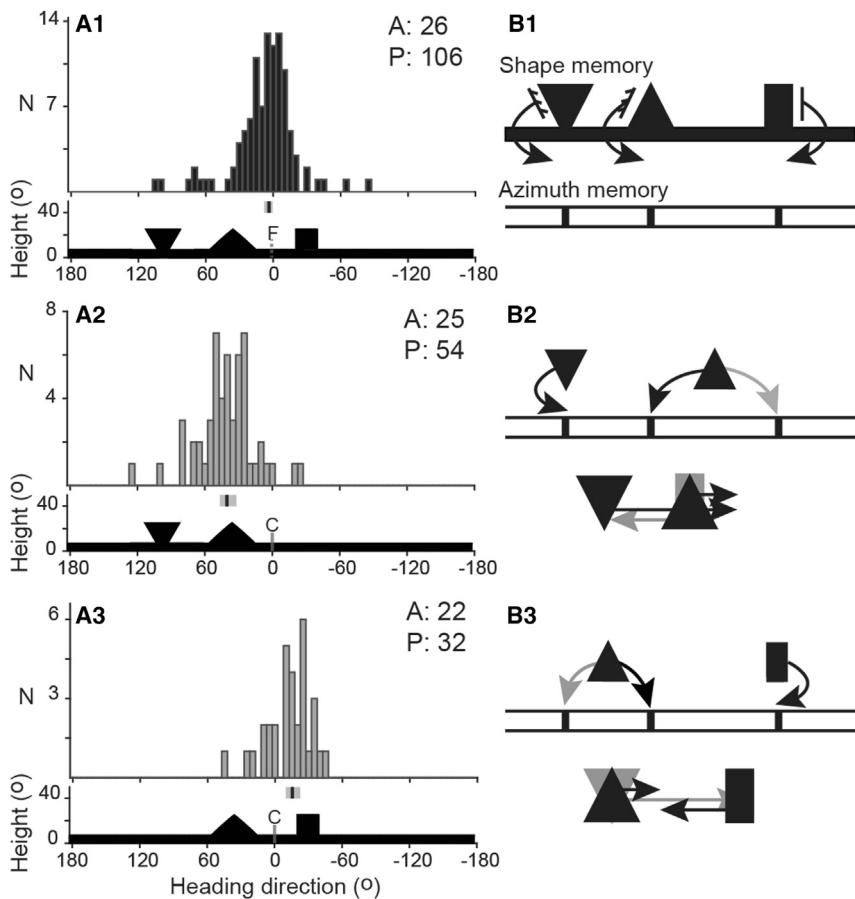 A1
A: 26
P: 106
14
N 7
40
Height (o)
0
F
180 120 60 0 -60 -120 -180
B1
Shape memory
Azimuth memory
A2
A: 25
P: 54
8
N
4
40
Height (o)
0
C
180 120 60 0 -60 -120 -180
B2
A3
A: 22
P: 32
6
N
3
40
Height (o)
0
C
180 120 60 0 -60 -120 -180
Heading direction (o)
B3